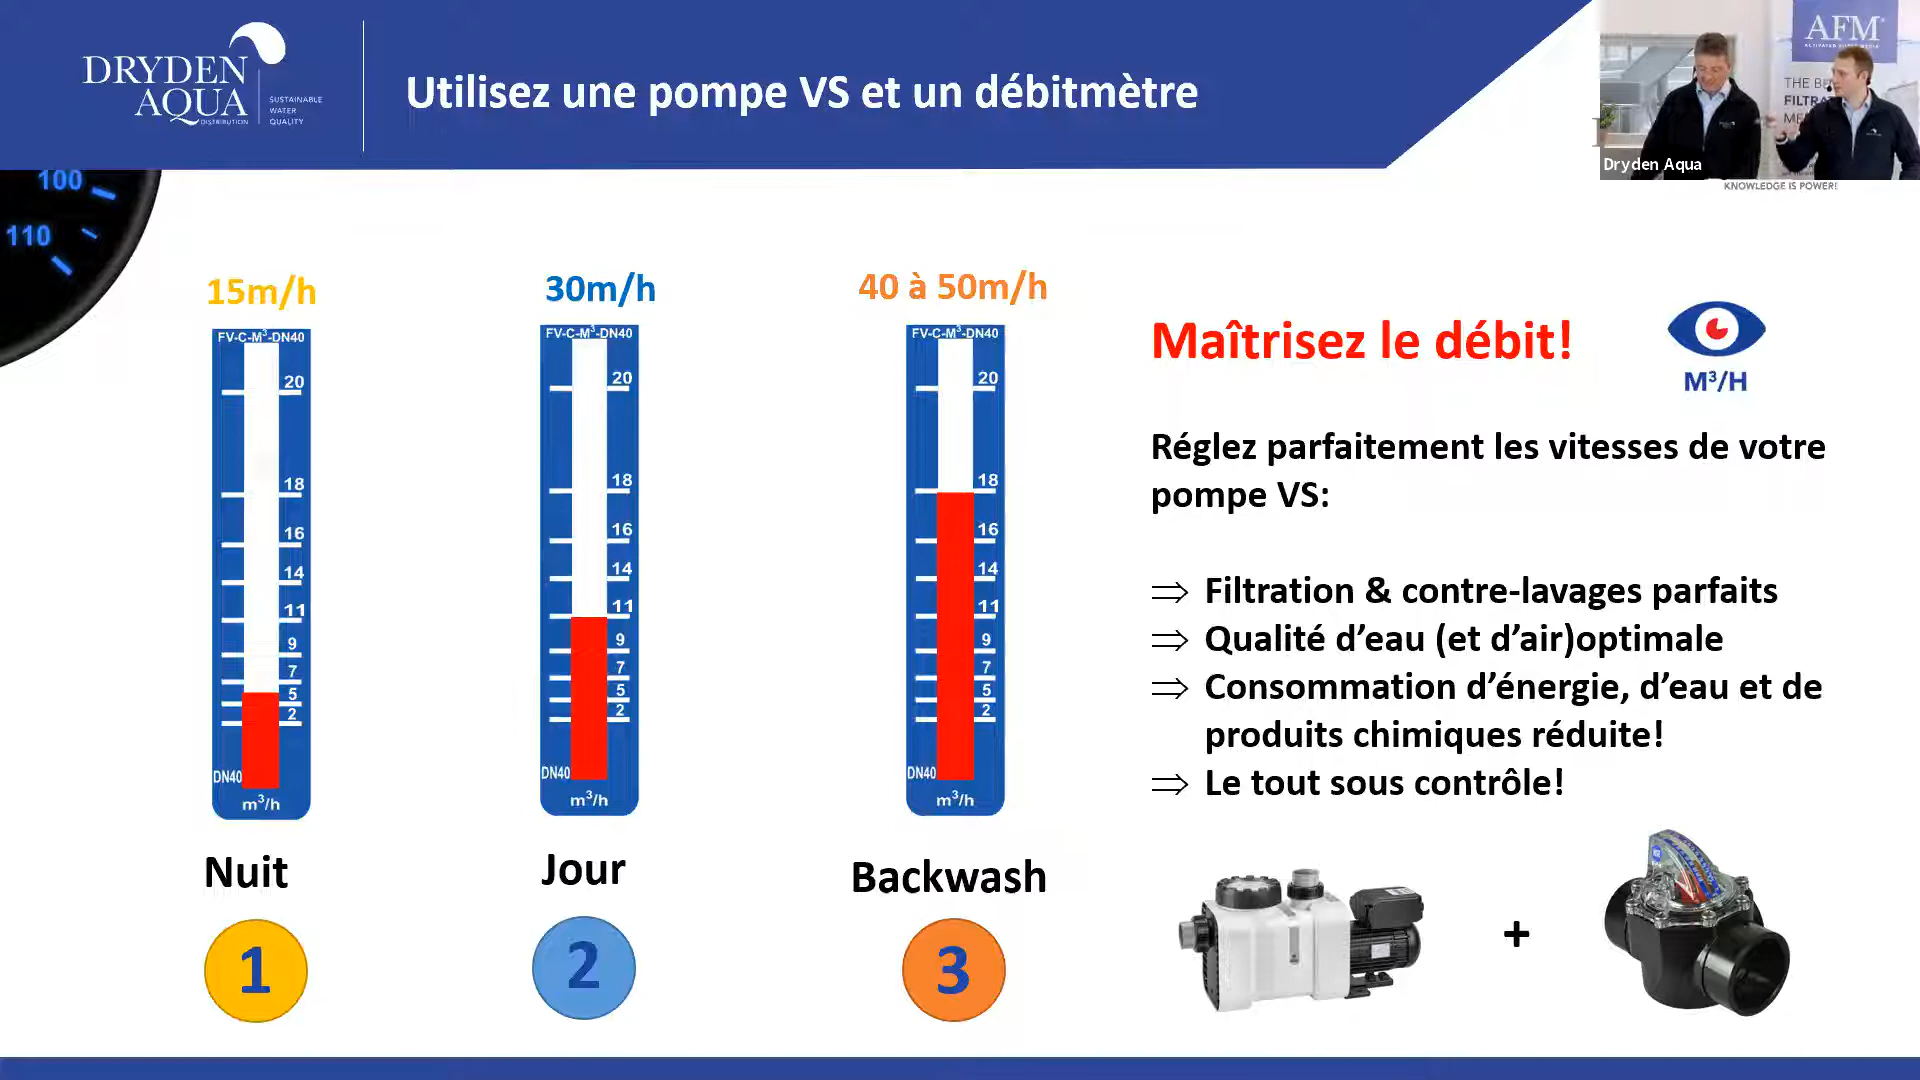 DRYDEN
AQUA
DISTRIBUTION
SUSTAINABLE
WATER
QUALITY
Utilisez une pompe VS et un débitmètre
AFM
THE BE
FILTRA
ME
Dryden Aqua
KNOWLEDGE IS POWER!
100
110
15m/h
FV-C-M³-DN40
20
18
16
14
11
9
7
5
2
DN40
m³/h
Nuit
1
30m/h
FV-C-M³-DN40
20
18
16
14
11
9
7
5
2
DN40
m³/h
Jour
2
40 à 50m/h
FV-C-M³-DN40
20
18
16
14
11
9
7
5
2
DN40
m³/h
Backwash
3
Maîtrisez le débit!
M³/H
Réglez parfaitement les vitesses de votre
pompe VS:
⇒ Filtration & contre-lavages parfaits
⇒ Qualité d’eau (et d’air)optimale
⇒ Consommation d’énergie, d’eau et de
produits chimiques réduite!
⇒ Le tout sous contrôle!
+